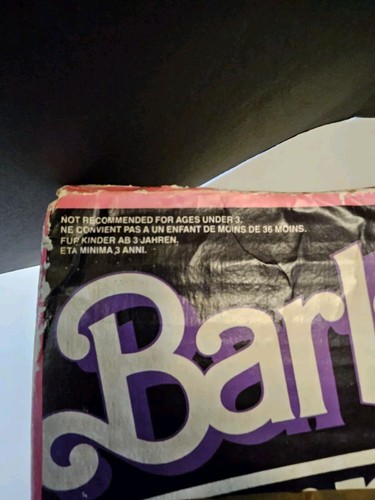 NOT RECOMMENDED FOR AGES UNDER 3.
NE CONVIENT PAS A UN ENFANT DE MOINS DE 36 MOINS.
FUR KINDER AB 3 JAHREN.
ETA MINIMA 3 ANNI.
Barb